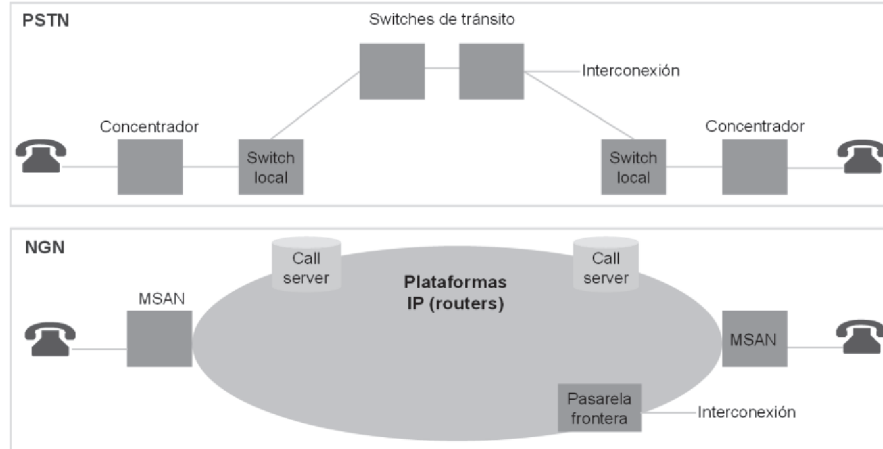 PSTN
Switches de tránsito
Interconexión
Concentrador
Concentrador
Switch
local
Switch
local
NGN
Call
server
Call
server
Plataformas
IP (routers)
MSAN
MSAN
Pasarela
frontera
Interconexión